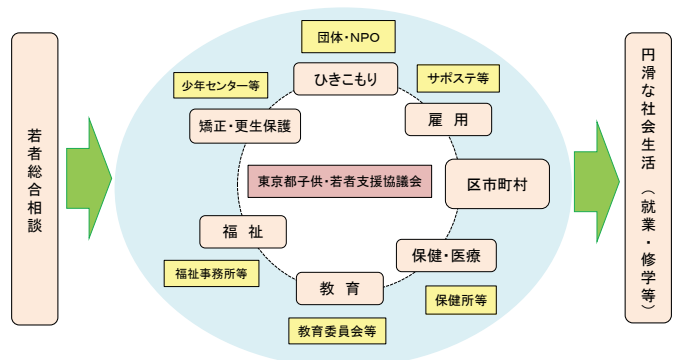 若者総合相談
団体・NPO
ひきこもり
少年センター等
サポステ等
矯正・更生保護
雇　用
東京都子供・若者支援協議会
区市町村
福　祉
保健・医療
福祉事務所等
教　育
保健所等
教育委員会等
円滑な社会生活　（就業・修学等）